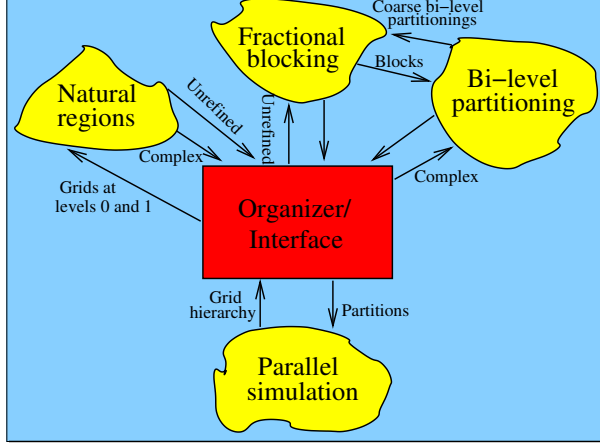 Coarse bi−level
partitionings
Fractional
blocking
Blocks
Bi−level
partitioning
Natural
regions
Unrefined
Unrefined
Complex
Complex
Grids at
levels 0 and 1
Organizer/
Interface
Grid
hierarchy
Partitions
Parallel
simulation